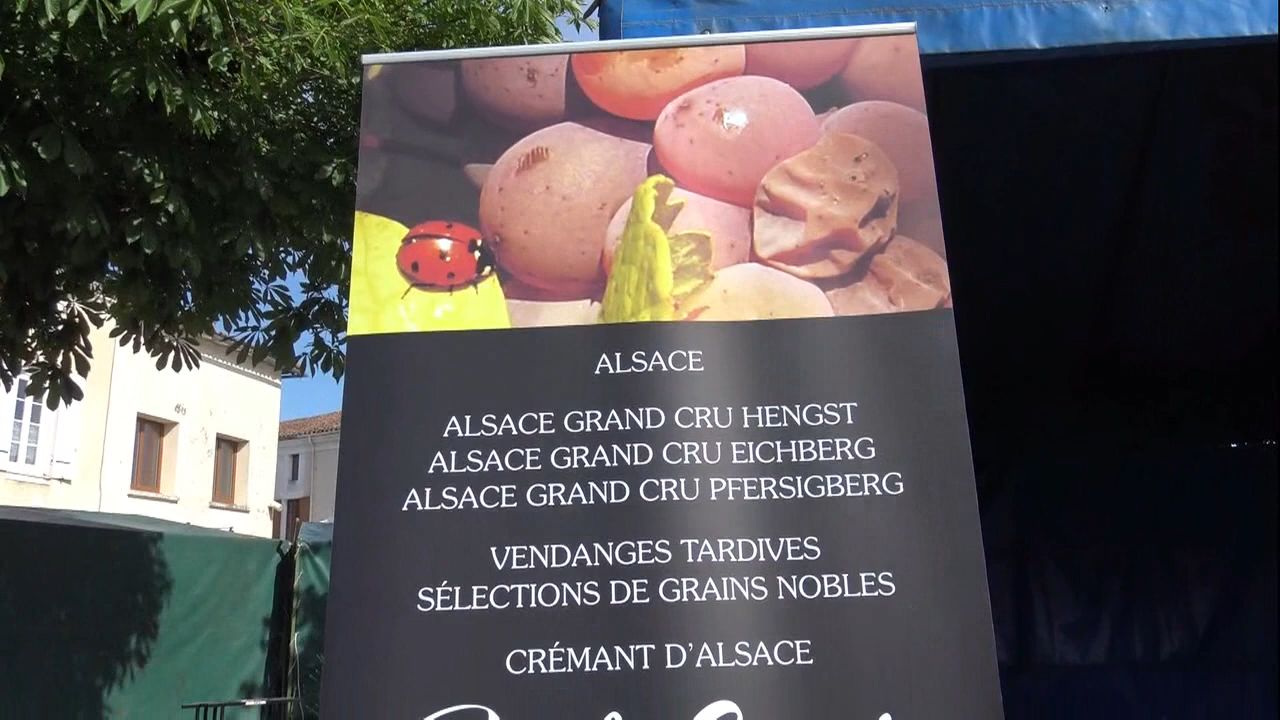 ALSACE
ALSACE GRAND CRU HENGST
ALSACE GRAND CRU EICHBERG
ALSACE GRAND CRU PFERSIGBERG
VENDANGES TARDIVES
SÉLECTIONS DE GRAINS NOBLES
CRÉMANT D'ALSACE